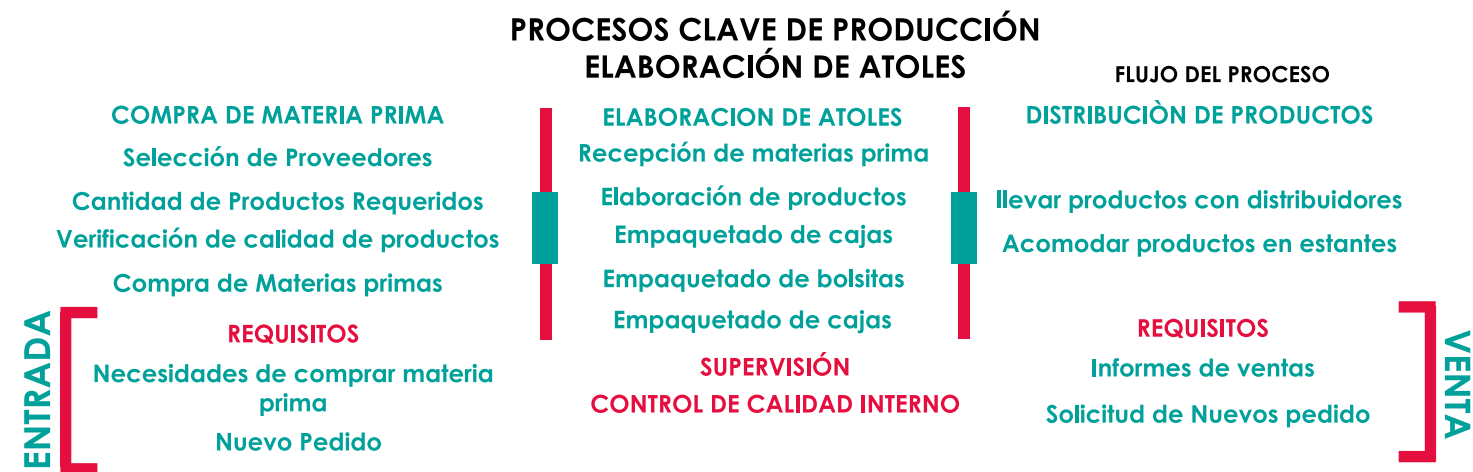 PROCESOS CLAVE DE PRODUCCIÓN
ELABORACIÓN DE ATOLES
FLUJO DEL PROCESO
COMPRA DE MATERIA PRIMA
Selección de Proveedores
Cantidad de Productos Requeridos
Verificación de calidad de productos
Compra de Materias primas
ENTRADA
REQUISITOS
Necesidades de comprar materia
prima
Nuevo Pedido
ELABORACION DE ATOLES
Recepción de materias prima
Elaboración de productos
Empaquetado de cajas
Empaquetado de bolsitas
Empaquetado de cajas
SUPERVISIÓN
CONTROL DE CALIDAD INTERNO
DISTRIBUCIÒN DE PRODUCTOS
llevar productos con distribuidores
Acomodar productos en estantes
REQUISITOS
Informes de ventas
Solicitud de Nuevos pedido
VENTA